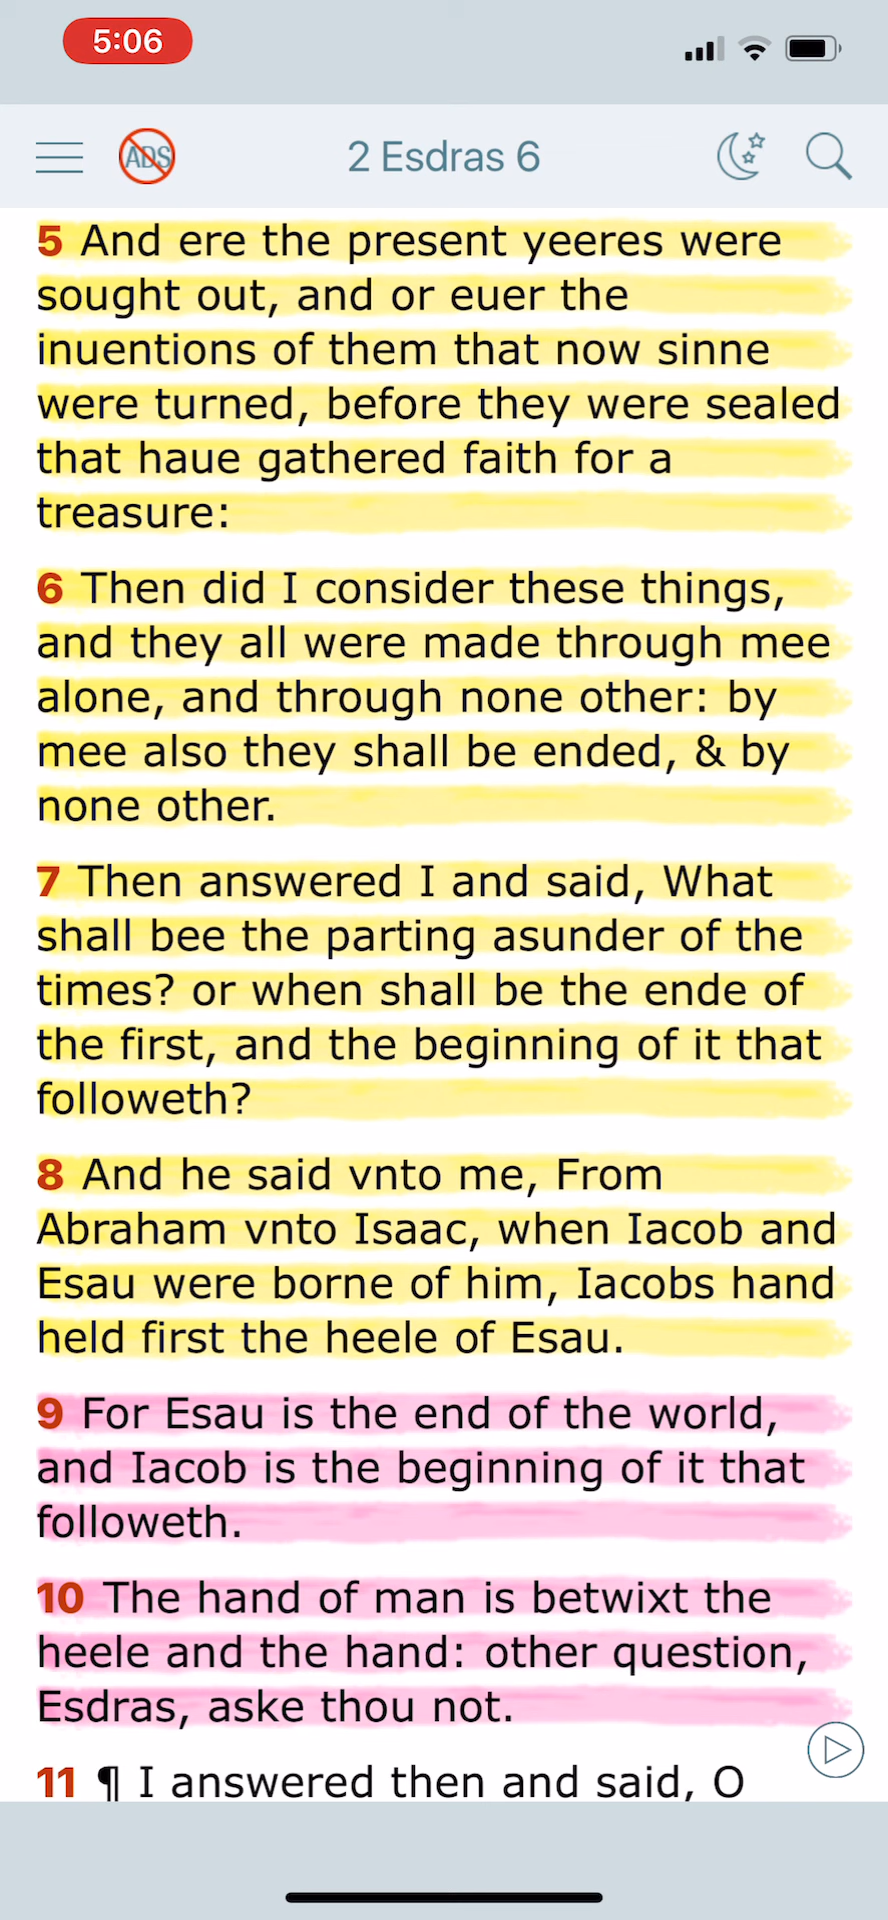 5:06
ADS
2 Esdras 6
5 And ere the present yeeres were
sought out, and or euer the
inuentions of them that now sinne
were turned, before they were sealed
that haue gathered faith for a
treasure:
6 Then did I consider these things,
and they all were made through mee
alone, and through none other: by
mee also they shall be ended, & by
none other.
7 Then answered I and said, What
shall bee the parting asunder of the
times? or when shall be the ende of
the first, and the beginning of it that
followeth?
8 And he said vnto me, From
Abraham vnto Isaac, when Iacob and
Esau were borne of him, Iacobs hand
held first the heele of Esau.
9 For Esau is the end of the world,
and Iacob is the beginning of it that
followeth.
10 The hand of man is betwixt the
heele and the hand: other question,
Esdras, aske thou not.
11 ¶ I answered then and said, O